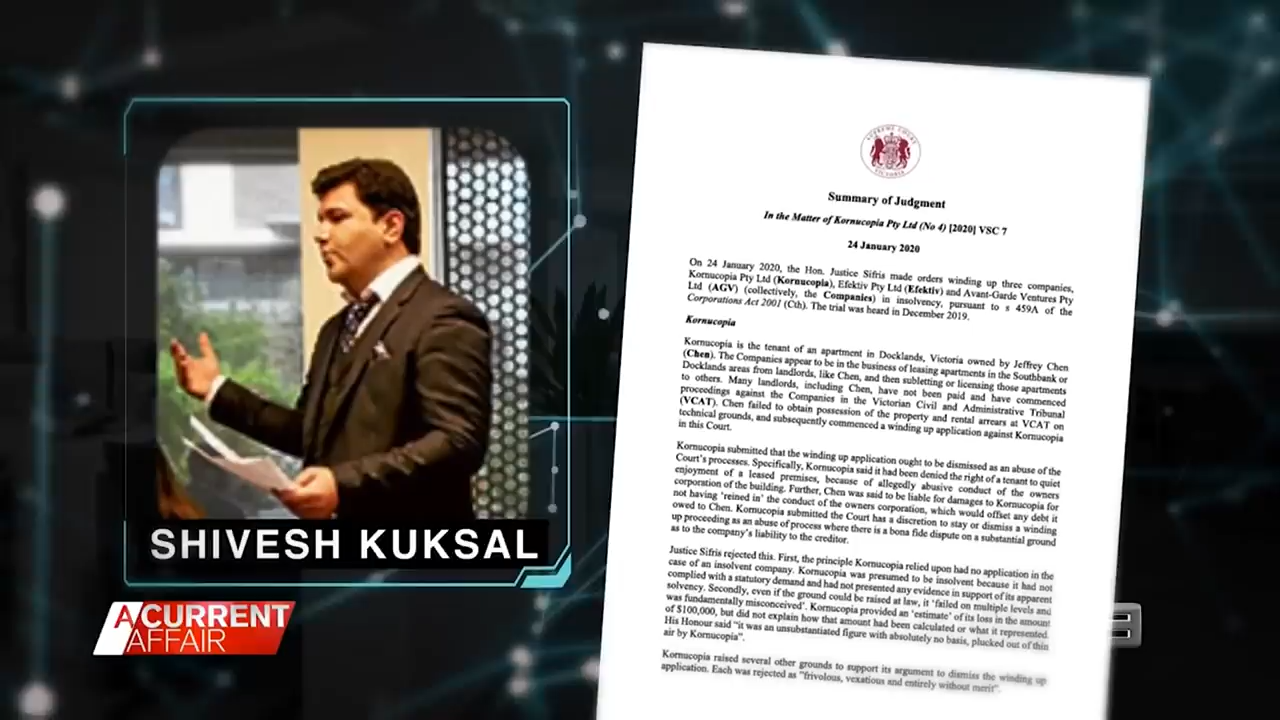 SHIVESH KUKSAL
A CURRENT
AFFAIR
SUPREME COURT
VICTORIA
Summary of Judgment
In the Matter of Kornucopia Pty Ltd (No 4) [2020] VSC 7
24 January 2020
On 24 January 2020, the Hon. Justice Sifris made orders winding up three companies,
Kornucopia Pty Ltd (Kornucopia), Efektiv Pty Ltd (Efektiv) and Avant-Garde Ventures Pty
Ltd (AGV) (collectively, the Companies) in insolvency, pursuant to s 459A of the
Corporations Act 2001 (Cth). The trial was heard in December 2019.
Kornucopia
Kornucopia is the tenant of an apartment in Docklands, Victoria owned by Jeffrey Chen
(Chen). The Companies appear to be in the business of leasing apartments in the Southbank or
Docklands areas from landlords, like Chen, and then subletting or licensing those apartments
to others. Many landlords, including Chen, have not been paid and have commenced
proceedings against the Companies in the Victorian Civil and Administrative Tribunal
(VCAT). Chen failed to obtain possession of the property and rental arrears at VCAT on
technical grounds, and subsequently commenced a winding up application against Kornucopia
in this Court.
Kornucopia submitted that the winding up application ought to be dismissed as an abuse of the
Court's processes. Specifically, Kornucopia said it had been denied the right of a tenant to quiet
enjoyment of a leased premises, because of allegedly abusive conduct of the owners
corporation of the building. Further, Chen was said to be liable for damages to Kornucopia for
not having 'reined in' the conduct of the owners corporation, which would offset any debt it
owed to Chen. Kornucopia submitted the Court has a discretion to stay or dismiss a winding
up proceeding as an abuse of process where there is a bona fide dispute on a substantial ground
as to the company's liability to the creditor.
Justice Sifris rejected this. First, the principle Kornucopia relied upon had no application in the
case of an insolvent company. Kornucopia was presumed to be insolvent because it had not
complied with a statutory demand and had not presented any evidence in support of its apparent
solvency. Secondly, even if the ground could be raised at law, it 'failed on multiple levels and
was fundamentally misconceived'. Kornucopia provided an 'estimate' of its loss in the amount
of $100,000, but did not explain how that amount had been calculated or what it represented.
His Honour said "it was an unsubstantiated figure with absolutely no basis, plucked out of thin
air by Kornucopia".
Kornucopia raised several other grounds to support its argument to dismiss the winding up
application. Each was rejected as "frivolous, vexatious and entirely without merit".